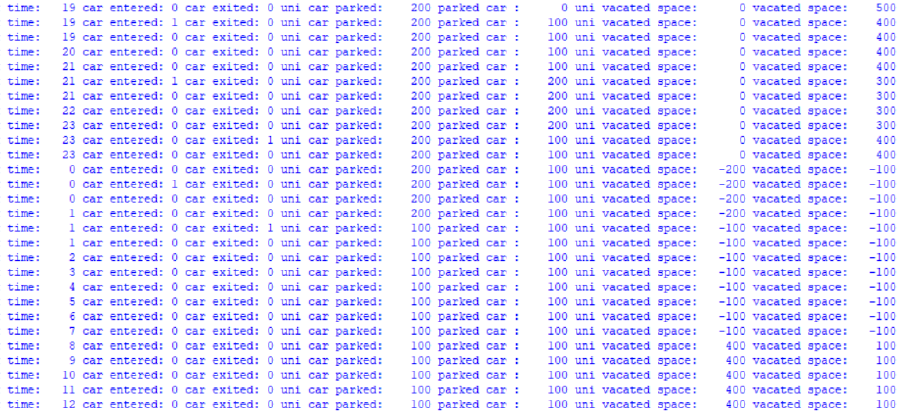 time: 19 car entered: 0 car exited: 0 uni car parked: 200 parked car : 0 uni vacated space: 0 vacated space: 500
time: 19 car entered: 1 car exited: 0 uni car parked: 200 parked car : 100 uni vacated space: 0 vacated space: 400
time: 19 car entered: 0 car exited: 0 uni car parked: 200 parked car : 100 uni vacated space: 0 vacated space: 400
time: 20 car entered: 0 car exited: 0 uni car parked: 200 parked car : 100 uni vacated space: 0 vacated space: 400
time: 21 car entered: 0 car exited: 0 uni car parked: 200 parked car : 100 uni vacated space: 0 vacated space: 400
time: 21 car entered: 1 car exited: 0 uni car parked: 200 parked car : 200 uni vacated space: 0 vacated space: 300
time: 21 car entered: 0 car exited: 0 uni car parked: 200 parked car : 200 uni vacated space: 0 vacated space: 300
time: 22 car entered: 0 car exited: 0 uni car parked: 200 parked car : 200 uni vacated space: 0 vacated space: 300
time: 23 car entered: 0 car exited: 0 uni car parked: 200 parked car : 200 uni vacated space: 0 vacated space: 300
time: 23 car entered: 0 car exited: 1 uni car parked: 200 parked car : 100 uni vacated space: 0 vacated space: 400
time: 23 car entered: 0 car exited: 0 uni car parked: 200 parked car : 100 uni vacated space: 0 vacated space: 400
time: 0 car entered: 0 car exited: 0 uni car parked: 200 parked car : 100 uni vacated space: -200 vacated space: -100
time: 0 car entered: 1 car exited: 0 uni car parked: 200 parked car : 100 uni vacated space: -200 vacated space: -100
time: 0 car entered: 0 car exited: 0 uni car parked: 200 parked car : 100 uni vacated space: -200 vacated space: -100
time: 1 car entered: 0 car exited: 0 uni car parked: 200 parked car : 100 uni vacated space: -200 vacated space: -100
time: 1 car entered: 0 car exited: 1 uni car parked: 100 parked car : 100 uni vacated space: -100 vacated space: -100
time: 1 car entered: 0 car exited: 0 uni car parked: 100 parked car : 100 uni vacated space: -100 vacated space: -100
time: 2 car entered: 0 car exited: 0 uni car parked: 100 parked car : 100 uni vacated space: -100 vacated space: -100
time: 3 car entered: 0 car exited: 0 uni car parked: 100 parked car : 100 uni vacated space: -100 vacated space: -100
time: 4 car entered: 0 car exited: 0 uni car parked: 100 parked car : 100 uni vacated space: -100 vacated space: -100
time: 5 car entered: 0 car exited: 0 uni car parked: 100 parked car : 100 uni vacated space: -100 vacated space: -100
time: 6 car entered: 0 car exited: 0 uni car parked: 100 parked car : 100 uni vacated space: -100 vacated space: -100
time: 7 car entered: 0 car exited: 0 uni car parked: 100 parked car : 100 uni vacated space: -100 vacated space: -100
time: 8 car entered: 0 car exited: 0 uni car parked: 100 parked car : 100 uni vacated space: 400 vacated space: 100
time: 9 car entered: 0 car exited: 0 uni car parked: 100 parked car : 100 uni vacated space: 400 vacated space: 100
time: 10 car entered: 0 car exited: 0 uni car parked: 100 parked car : 100 uni vacated space: 400 vacated space: 100
time: 11 car entered: 0 car exited: 0 uni car parked: 100 parked car : 100 uni vacated space: 400 vacated space: 100
time: 12 car entered: 0 car exited: 0 uni car parked: 100 parked car : 100 uni vacated space: 400 vacated space: 100